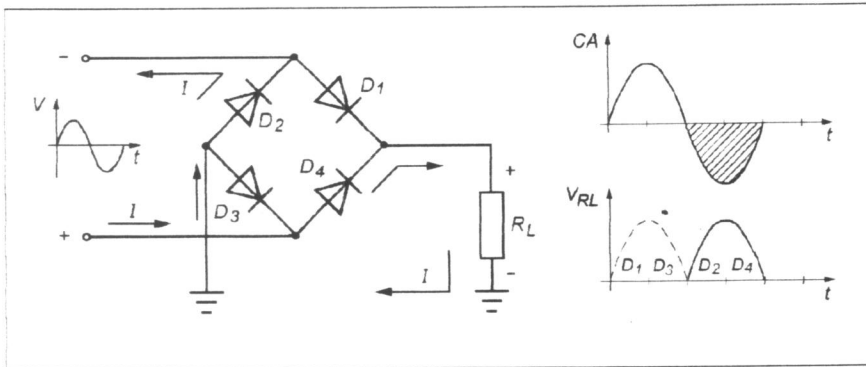 −
I
D1
D2
V
t
D4
D3
I
+
+
RL
−
I
CA
t
VRL
D1 D3 D2 D4
t